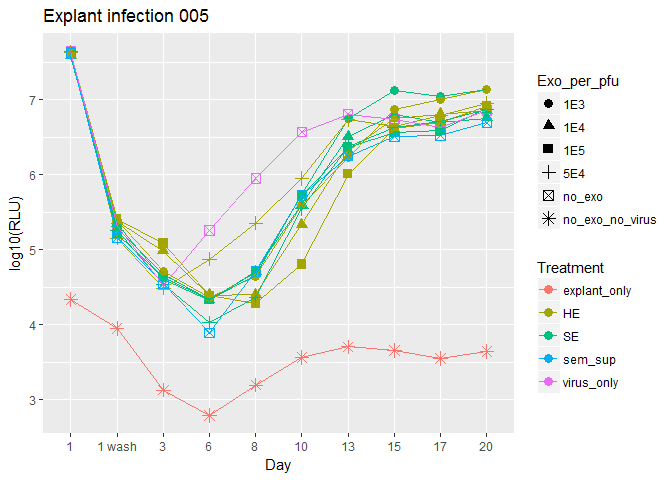 Explant infection 005
log10(RLU)
7
6
5
4
3
1
1 wash
3
6
8
10
13
15
17
20
Day
Exo_per_pfu
1E3
1E4
1E5
5E4
no_exo
no_exo_no_virus
Treatment
explant_only
HE
SE
sem_sup
virus_only